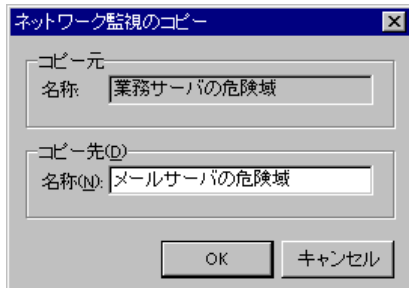 ネットワーク監視のコピー
コピー元
名称: 業務サーバの危険域
コピー先(D)
名称(N): メールサーバの危険域
OK キャンセル